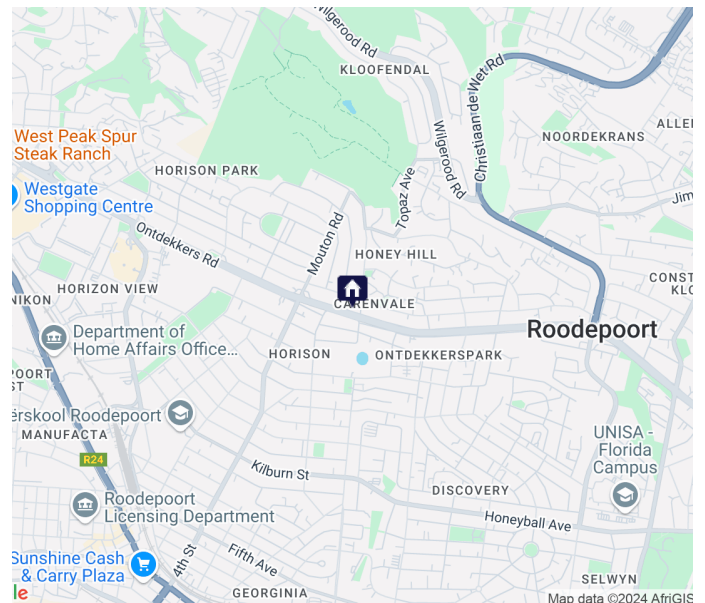 Wilgerood Rd
KLOOFENDAL
Christiaan de Wet Rd
West Peak Spur
Steak Ranch
Wilgerood Rd
NOORDEKRANS
ALLE
HORISON PARK
Topaz Ave
Westgate
Shopping Centre
Jim
Mouton Rd
Ontdekkers Rd
HONEY HILL
CONST
KLO
HORIZON VIEW
NIKON
CARENVALE
Roodepoort
Department of
Home Affairs Office...
HORISON
ONTDEKKERSPARK
POORT
ST
erskool Roodepoort
MANUFACTA
UNISA -
Florida
Campus
R24
Kilburn St
DISCOVERY
Roodepoort
Licensing Department
Honeyball Ave
4th St
Fifth Ave
Sunshine Cash
& Carry Plaza
SELWYN
GEORGINIA
le
Map data ©2024 AfriGIS